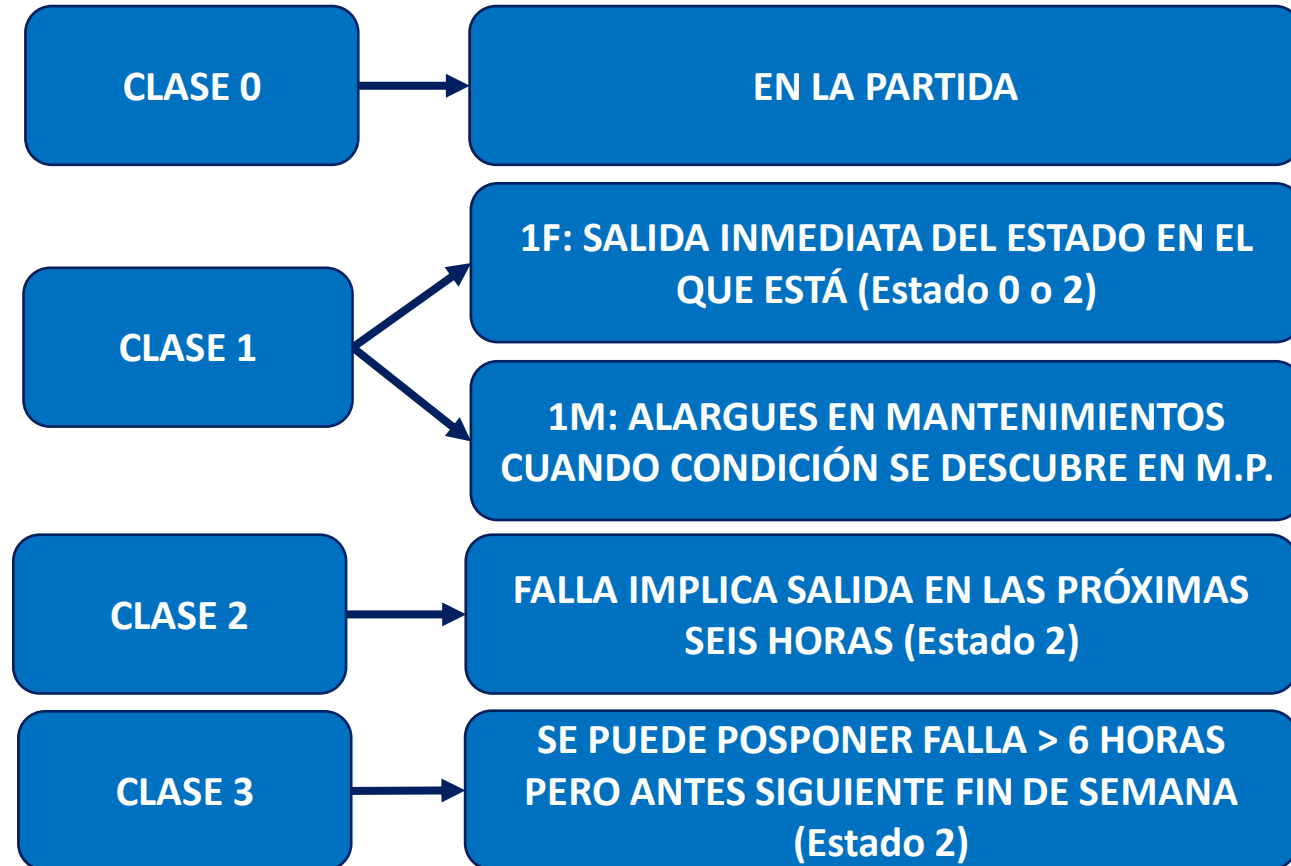 CLASE 0
EN LA PARTIDA
CLASE 1
1F: SALIDA INMEDIATA DEL ESTADO EN EL
QUE ESTÁ (Estado 0 o 2)
1M: ALARGUES EN MANTENIMIENTOS
CUANDO CONDICIÓN SE DESCUBRE EN M.P.
CLASE 2
FALLA IMPLICA SALIDA EN LAS PRÓXIMAS
SEIS HORAS (Estado 2)
CLASE 3
SE PUEDE POSPONER FALLA > 6 HORAS
PERO ANTES SIGUIENTE FIN DE SEMANA
(Estado 2)